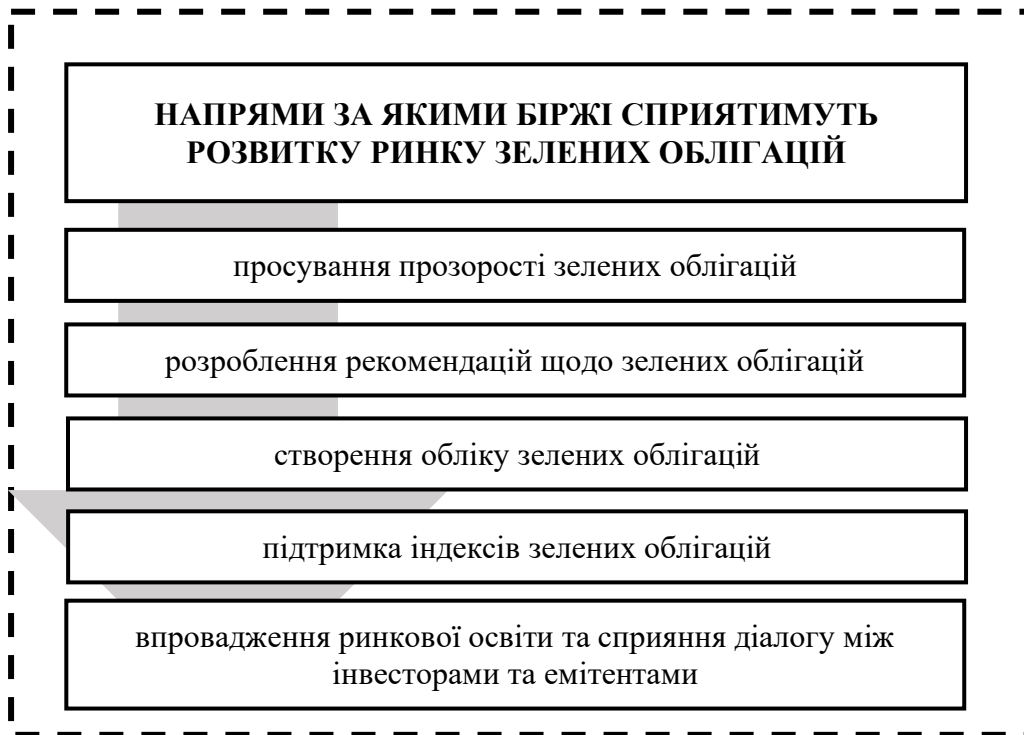 НАПРЯМИ ЗА ЯКИМИ БІРЖІ СПРИЯТИМУТЬ
РОЗВИТКУ РИНКУ ЗЕЛЕНИХ ОБЛІГАЦІЙ
просування прозорості зелених облігацій
розроблення рекомендацій щодо зелених облігацій
створення обліку зелених облігацій
підтримка індексів зелених облігацій
впровадження ринкової освіти та сприяння діалогу між
інвесторами та емітентами